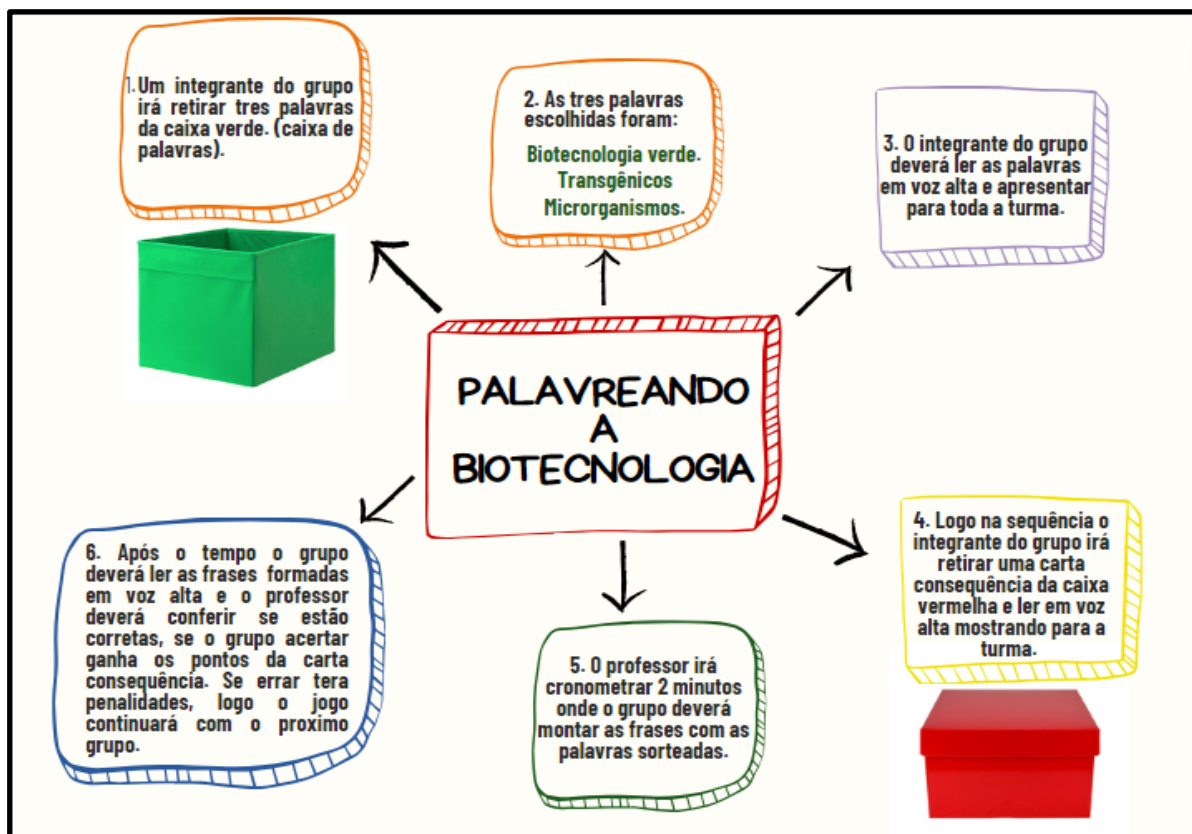 1. Um integrante do grupo
irá retirar tres palavras
da caixa verde. (caixa de
palavras).
2. As tres palavras
escolhidas foram:
Biotecnologia verde.
Transgênicos
Microrganismos.
3. O integrante do grupo
deverá ler as palavras
em voz alta e apresentar
para toda a turma.
PALAVREANDO
A
BIOTECNOLOGIA
4. Logo na sequência o
integrante do grupo irá
retirar uma carta
consequência da caixa
vermelha e ler em voz
alta mostrando para a
turma.
5. O professor irá
cronometrar 2 minutos
onde o grupo deverá
montar as frases com as
palavras sorteadas.
6. Após o tempo o grupo
deverá ler as frases formadas
em voz alta e o professor
deverá conferir se estão
corretas, se o grupo acertar
ganha os pontos da carta
consequência. Se errar tera
penalidades, logo o jogo
continuará com o proximo
grupo.